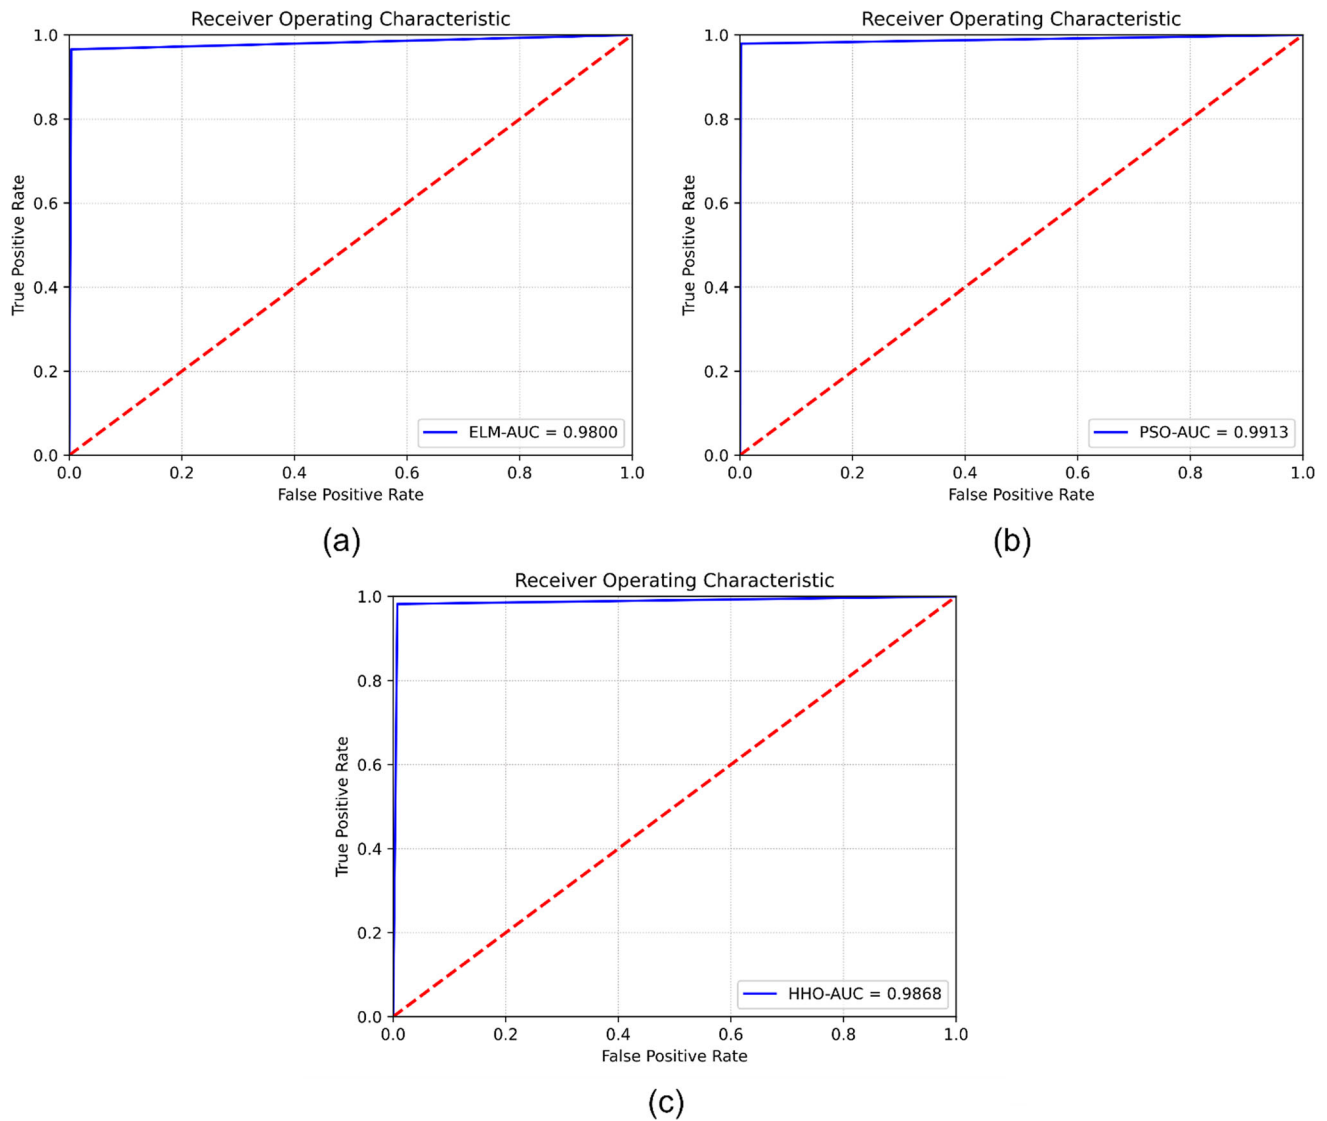 Receiver Operating Characteristic
1.0
0.8
0.6
0.4
0.2
0.0
True Positive Rate
ELM-AUC = 0.9800
0.0 0.2 0.4 0.6 0.8 1.0
False Positive Rate
(a)
Receiver Operating Characteristic
1.0
0.8
0.6
0.4
0.2
0.0
True Positive Rate
PSO-AUC = 0.9913
0.0 0.2 0.4 0.6 0.8 1.0
False Positive Rate
(b)
Receiver Operating Characteristic
1.0
0.8
0.6
0.4
0.2
0.0
True Positive Rate
HHO-AUC = 0.9868
0.0 0.2 0.4 0.6 0.8 1.0
False Positive Rate
(c)